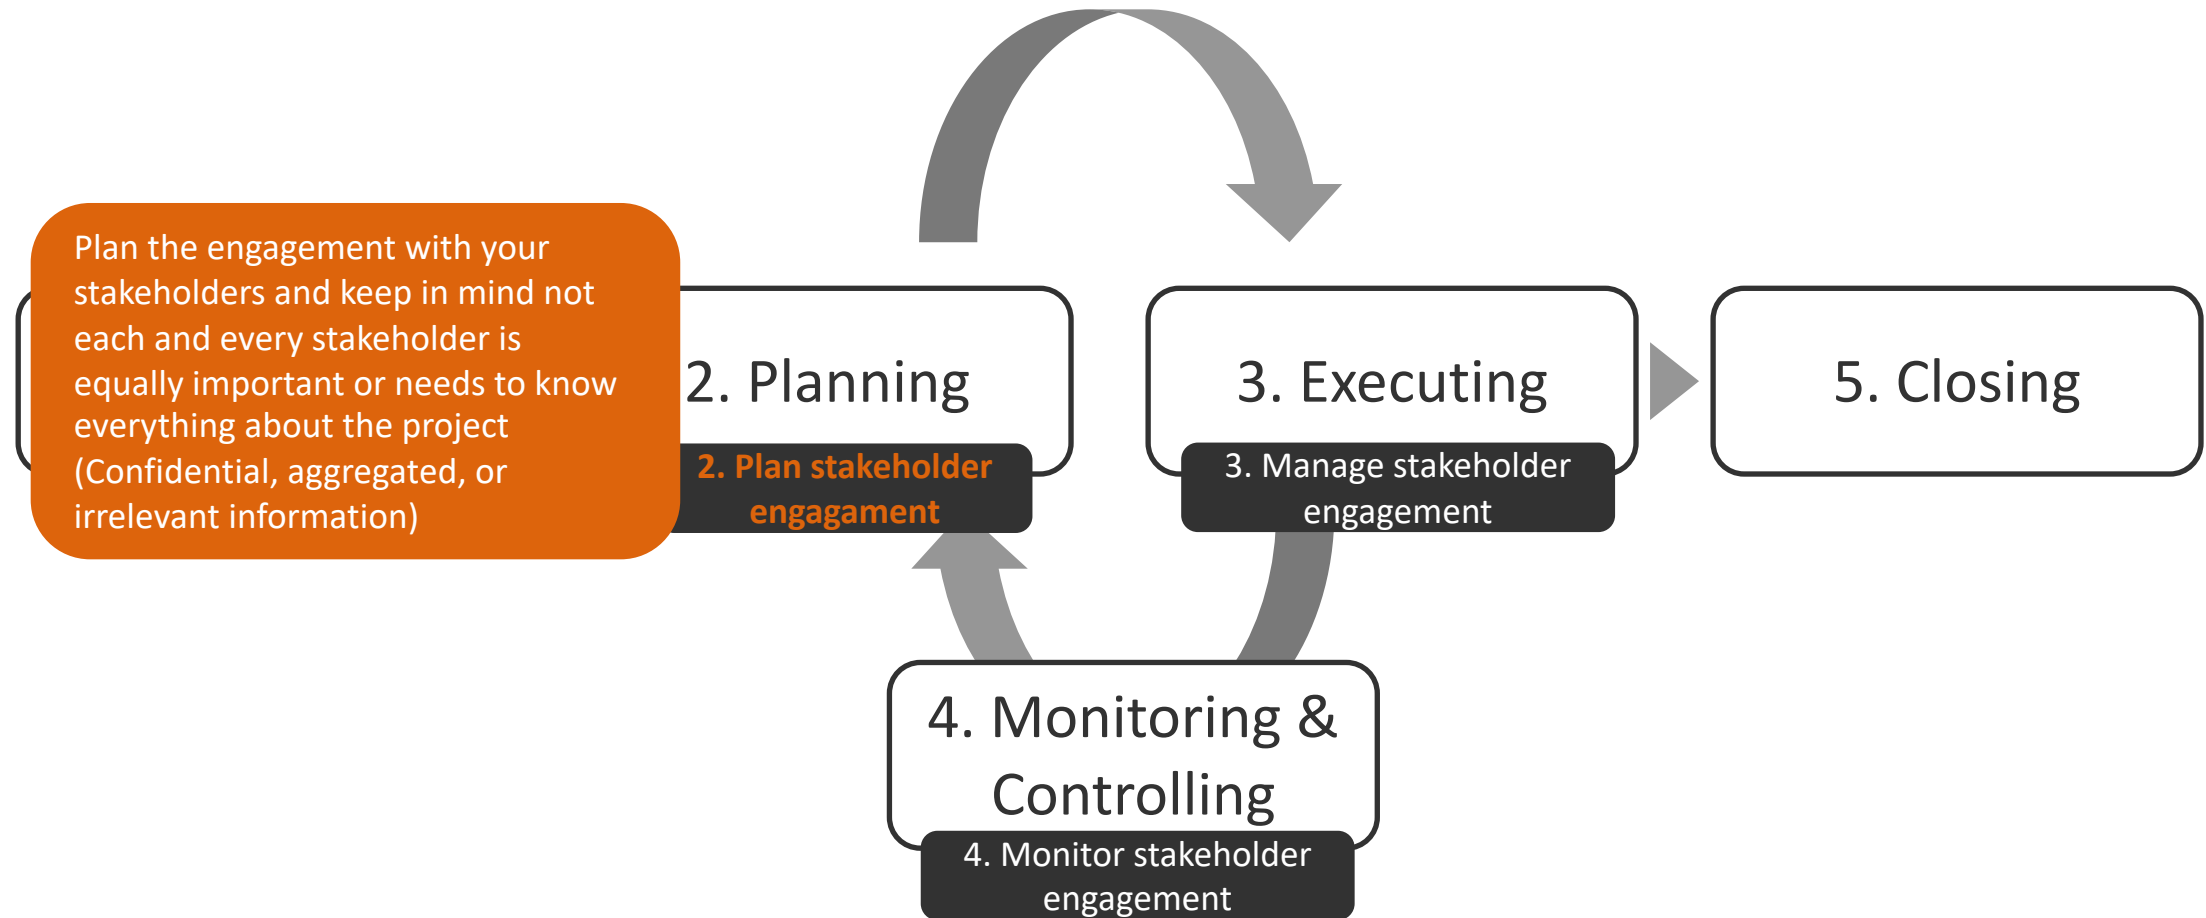 Plan the engagement with your
stakeholders and keep in mind not
each and every stakeholder is
equally important or needs to know
everything about the project
(Confidential, aggregated, or
irrelevant information)
2. Planning
2. Plan stakeholder
engagament
3. Executing
3. Manage stakeholder
engagement
5. Closing
4. Monitoring &
Controlling
4. Monitor stakeholder
engagement